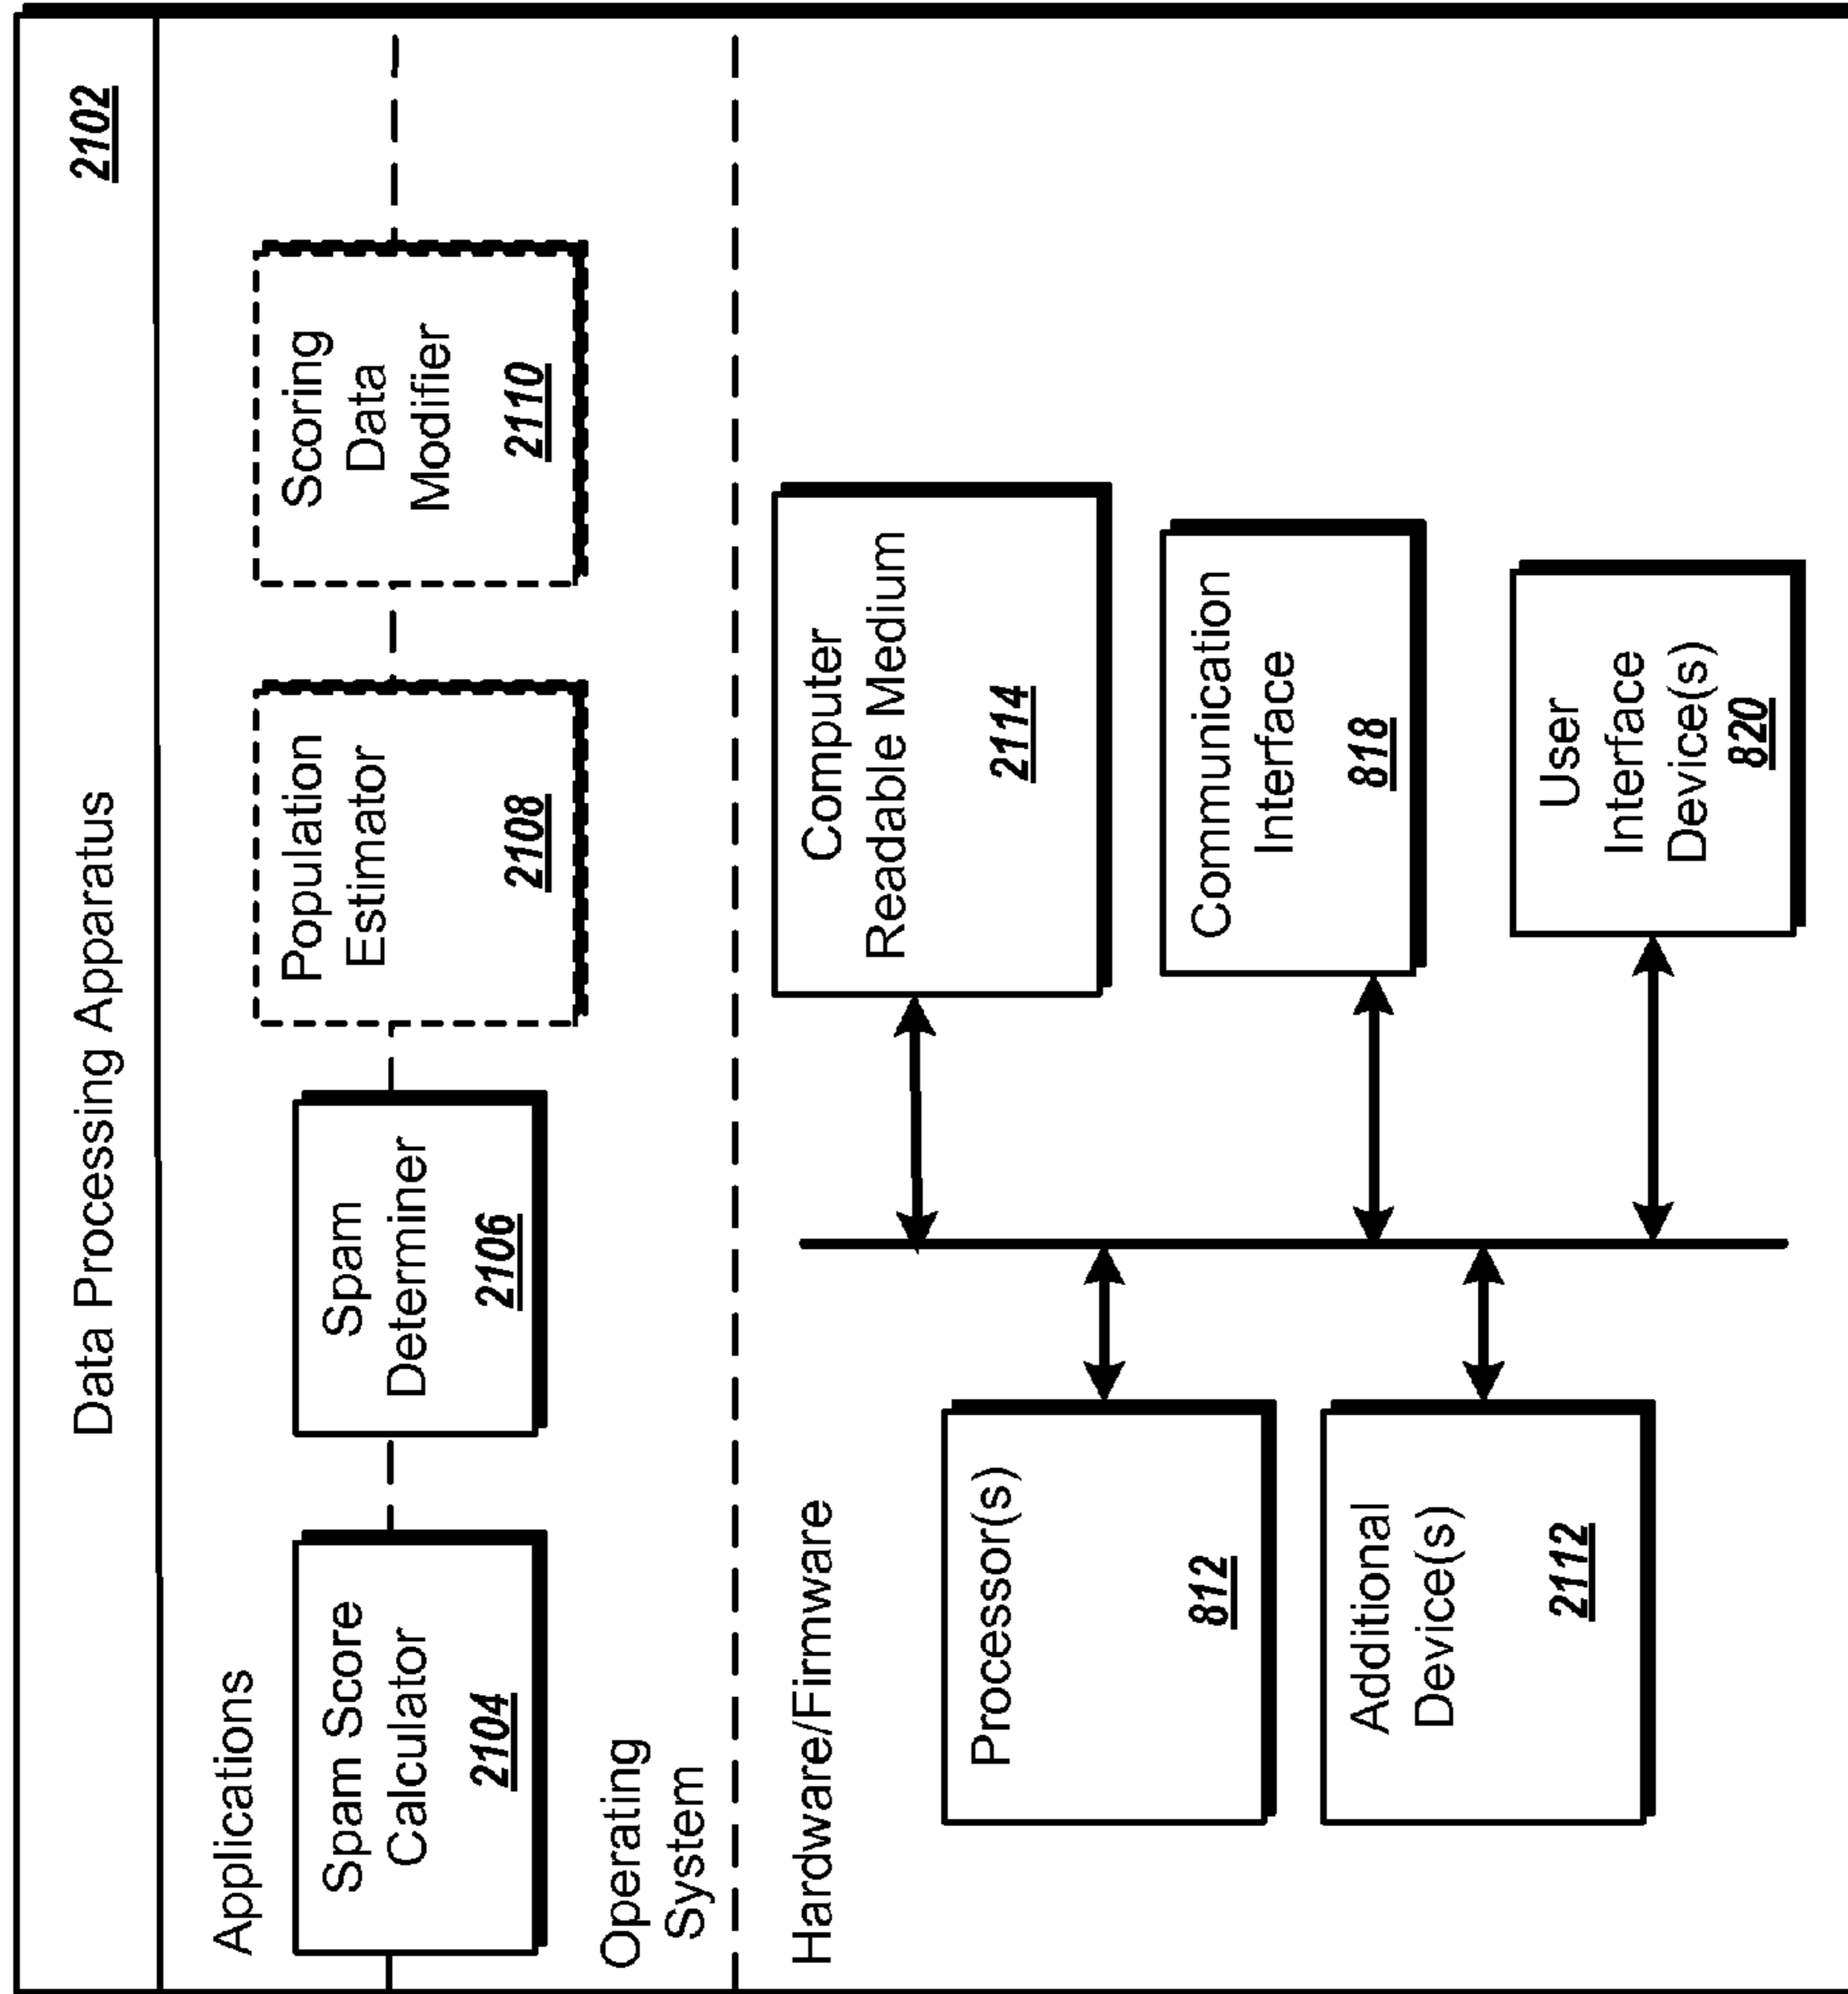 Data Processing Apparatus
2102
Applications
Spam Score
Calculator
2104
Spam
Determiner
2106
Population
Estimator
2108
Scoring
Data
Modifier
2110
Operating
System
Hardware/Firmware
Processor(s)
812
Additional
Device(s)
2112
Computer
Readable Medium
2114
Communication
Interface
818
User
Interface
Device(s)
820